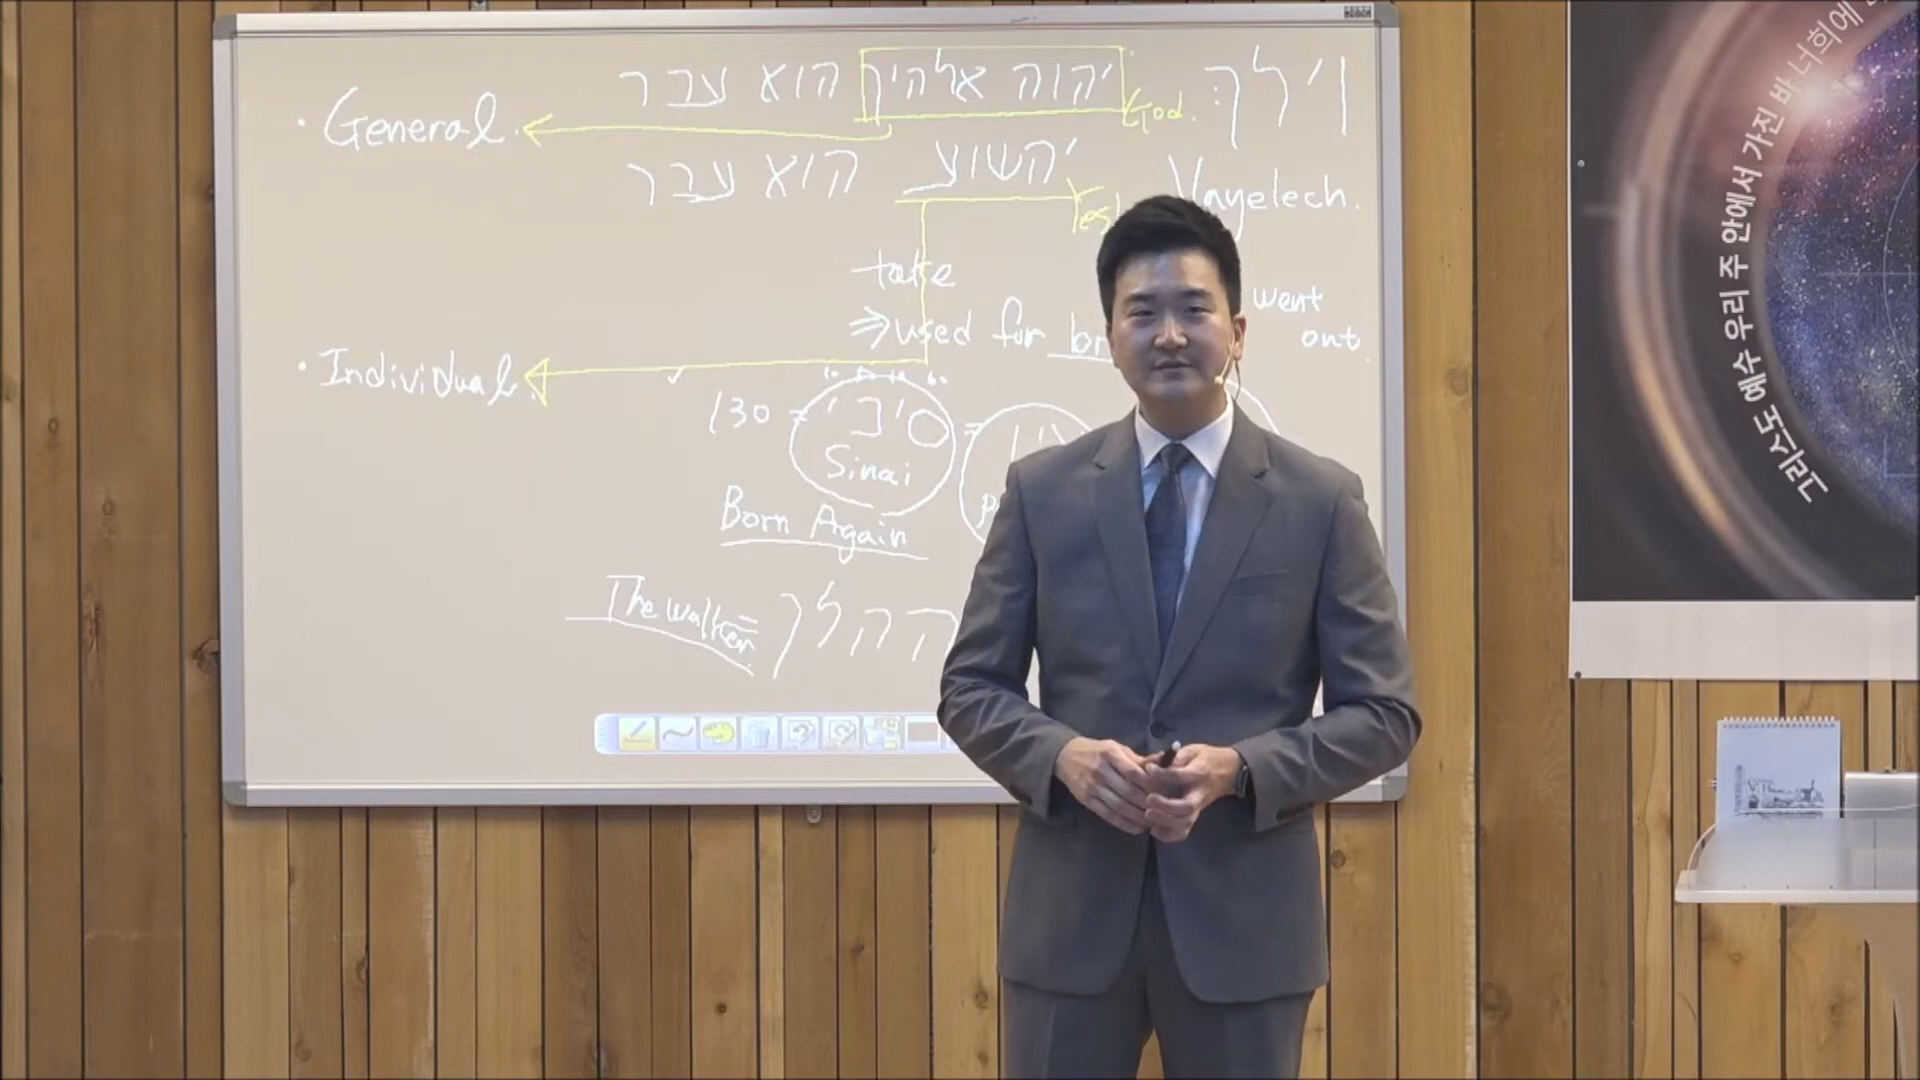 וילך
יהוה אלהיך הוא עבר
God.
· General.
יהושע הוא עבר
Vayelech.
take
went
out.
⇒ used for
· Individual.
130 = סיני =
Sinai
Born Again
The walker = ההלך
그리스도 예수 우리 주 안에서 가진 바 너희에